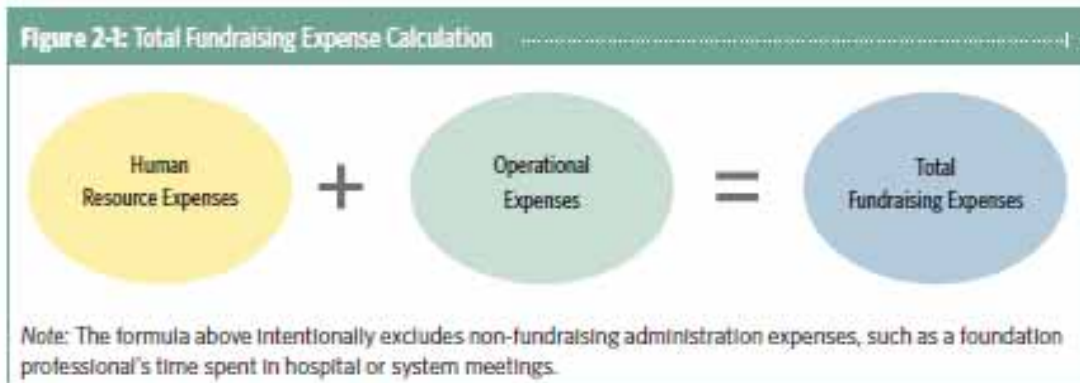 Figure 2-1: Total Fundraising Expense Calculation
Human
Resource Expenses
+
Operational
Expenses
=
Total
Fundraising Expenses
Note: The formula above intentionally excludes non-fundraising administration expenses, such as a foundation
professional's time spent in hospital or system meetings.